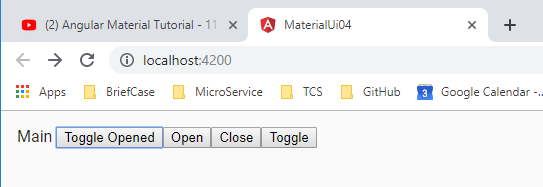 (2) Angular Material Tutorial - 11
MaterialUi04
localhost:4200
Apps BriefCase MicroService TCS GitHub 3 Google Calendar -
Main Toggle Opened Open Close Toggle